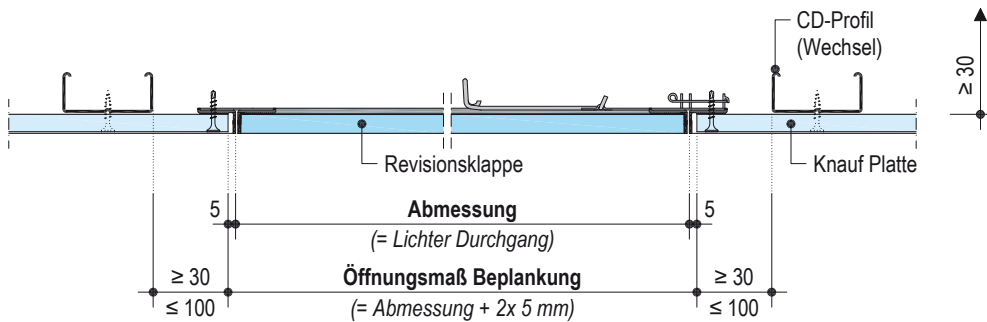 CD-Profil
(Wechsel)
≥ 30
Revisionsklappe
Knauf Platte
5
Abmessung
5
(= Lichter Durchgang)
≥ 30
Öffnungsmaß Beplankung
≥ 30
≤ 100
(= Abmessung + 2x 5 mm)
≤ 100